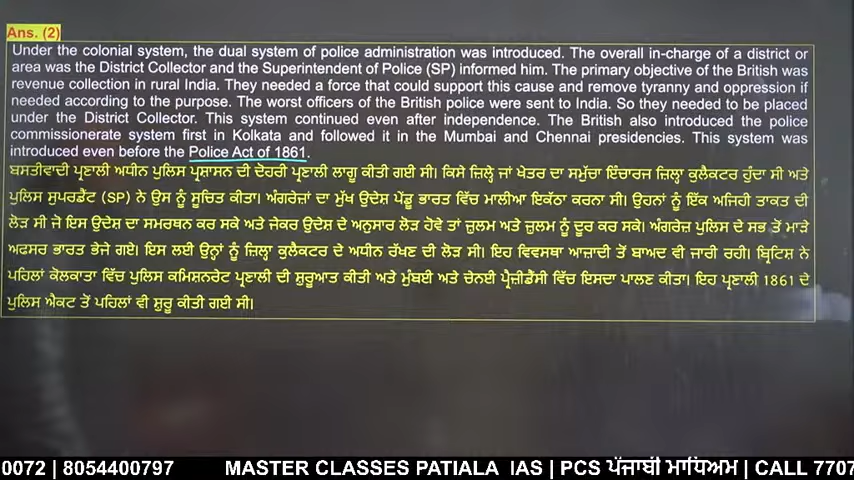 Ans. (2)
Under the colonial system, the dual system of police administration was introduced. The overall in-charge of a district or
area was the District Collector and the Superintendent of Police (SP) informed him. The primary objective of the British was
revenue collection in rural India. They needed a force that could support this cause and remove tyranny and oppression if
needed according to the purpose. The worst officers of the British police were sent to India. So they needed to be placed
under the District Collector. This system continued even after independence. The British also introduced the police
commissionerate system first in Kolkata and followed it in the Mumbai and Chennai presidencies. This system was
introduced even before the Police Act of 1861.
ਬਸਤੀਵਾਦੀ ਪ੍ਰਣਾਲੀ ਅਧੀਨ ਪੁਲਿਸ ਪ੍ਰਸ਼ਾਸਨ ਦੀ ਦੋਹਰੀ ਪ੍ਰਣਾਲੀ ਲਾਗੂ ਕੀਤੀ ਗਈ ਸੀ। ਕਿਸੇ ਜ਼ਿਲ੍ਹੇ ਜਾਂ ਖੇਤਰ ਦਾ ਸਮੁੱਚਾ ਇੰਚਾਰਜ ਜ਼ਿਲ੍ਹਾ ਕੁਲੈਕਟਰ ਹੁੰਦਾ ਸੀ ਅਤੇ
ਪੁਲਿਸ ਸੁਪਰਡੈਂਟ (SP) ਨੇ ਉਸ ਨੂੰ ਸੂਚਿਤ ਕੀਤਾ। ਅੰਗਰੇਜ਼ਾਂ ਦਾ ਮੁੱਖ ਉਦੇਸ਼ ਪੇਂਡੂ ਭਾਰਤ ਵਿੱਚ ਮਾਲੀਆ ਇਕੱਠਾ ਕਰਨਾ ਸੀ। ਉਹਨਾਂ ਨੂੰ ਇੱਕ ਅਜਿਹੀ ਤਾਕਤ ਦੀ
ਲੋੜ ਸੀ ਜੋ ਇਸ ਉਦੇਸ਼ ਦਾ ਸਮਰਥਨ ਕਰ ਸਕੇ ਅਤੇ ਜੇਕਰ ਉਦੇਸ਼ ਦੇ ਅਨੁਸਾਰ ਲੋੜ ਹੋਵੇ ਤਾਂ ਜ਼ੁਲਮ ਅਤੇ ਜ਼ੁਲਮ ਨੂੰ ਦੂਰ ਕਰ ਸਕੇ। ਅੰਗਰੇਜ਼ ਪੁਲਿਸ ਦੇ ਸਭ ਤੋਂ ਮਾੜੇ
ਅਫਸਰ ਭਾਰਤ ਭੇਜੇ ਗਏ। ਇਸ ਲਈ ਉਨ੍ਹਾਂ ਨੂੰ ਜ਼ਿਲ੍ਹਾ ਕੁਲੈਕਟਰ ਦੇ ਅਧੀਨ ਰੱਖਣ ਦੀ ਲੋੜ ਸੀ। ਇਹ ਵਿਵਸਥਾ ਆਜ਼ਾਦੀ ਤੋਂ ਬਾਅਦ ਵੀ ਜਾਰੀ ਰਹੀ। ਬ੍ਰਿਟਿਸ਼ ਨੇ
ਪਹਿਲਾਂ ਕੋਲਕਾਤਾ ਵਿੱਚ ਪੁਲਿਸ ਕਮਿਸ਼ਨਰੇਟ ਪ੍ਰਣਾਲੀ ਦੀ ਸ਼ੁਰੂਆਤ ਕੀਤੀ ਅਤੇ ਮੁੰਬਈ ਅਤੇ ਚੇਨਈ ਪ੍ਰੈਜ਼ੀਡੈਂਸੀ ਵਿੱਚ ਇਸਦਾ ਪਾਲਣ ਕੀਤਾ। ਇਹ ਪ੍ਰਣਾਲੀ 1861 ਦੇ
ਪੁਲਿਸ ਐਕਟ ਤੋਂ ਪਹਿਲਾਂ ਵੀ ਸ਼ੁਰੂ ਕੀਤੀ ਗਈ ਸੀ।
0072 | 8054400797 MASTER CLASSES PATIALA IAS | PCS ਪੰਜਾਬੀ ਮਾਧਿਅਮ | CALL 7707